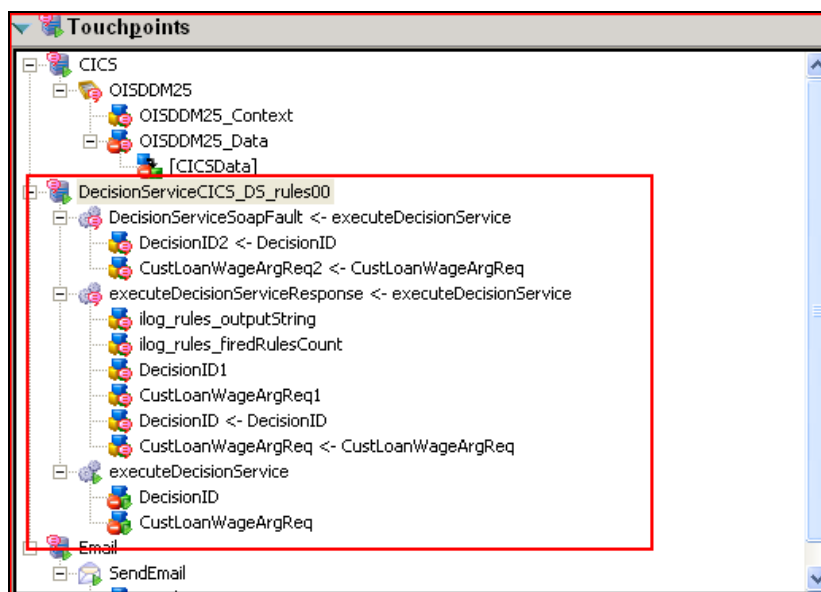 Touchpoints
CICS
OISDDM25
OISDDM25_Context
OISDDM25_Data
[CICSData]
DecisionServiceCICS_DS_rules00
DecisionServiceSoapFault <- executeDecisionService
DecisionID2 <- DecisionID
CustLoanWageArgReq2 <- CustLoanWageArgReq
executeDecisionServiceResponse <- executeDecisionService
ilog_rules_outputString
ilog_rules_firedRulesCount
DecisionID1
CustLoanWageArgReq1
DecisionID <- DecisionID
CustLoanWageArgReq <- CustLoanWageArgReq
executeDecisionService
DecisionID
CustLoanWageArgReq
Email
SendEmail